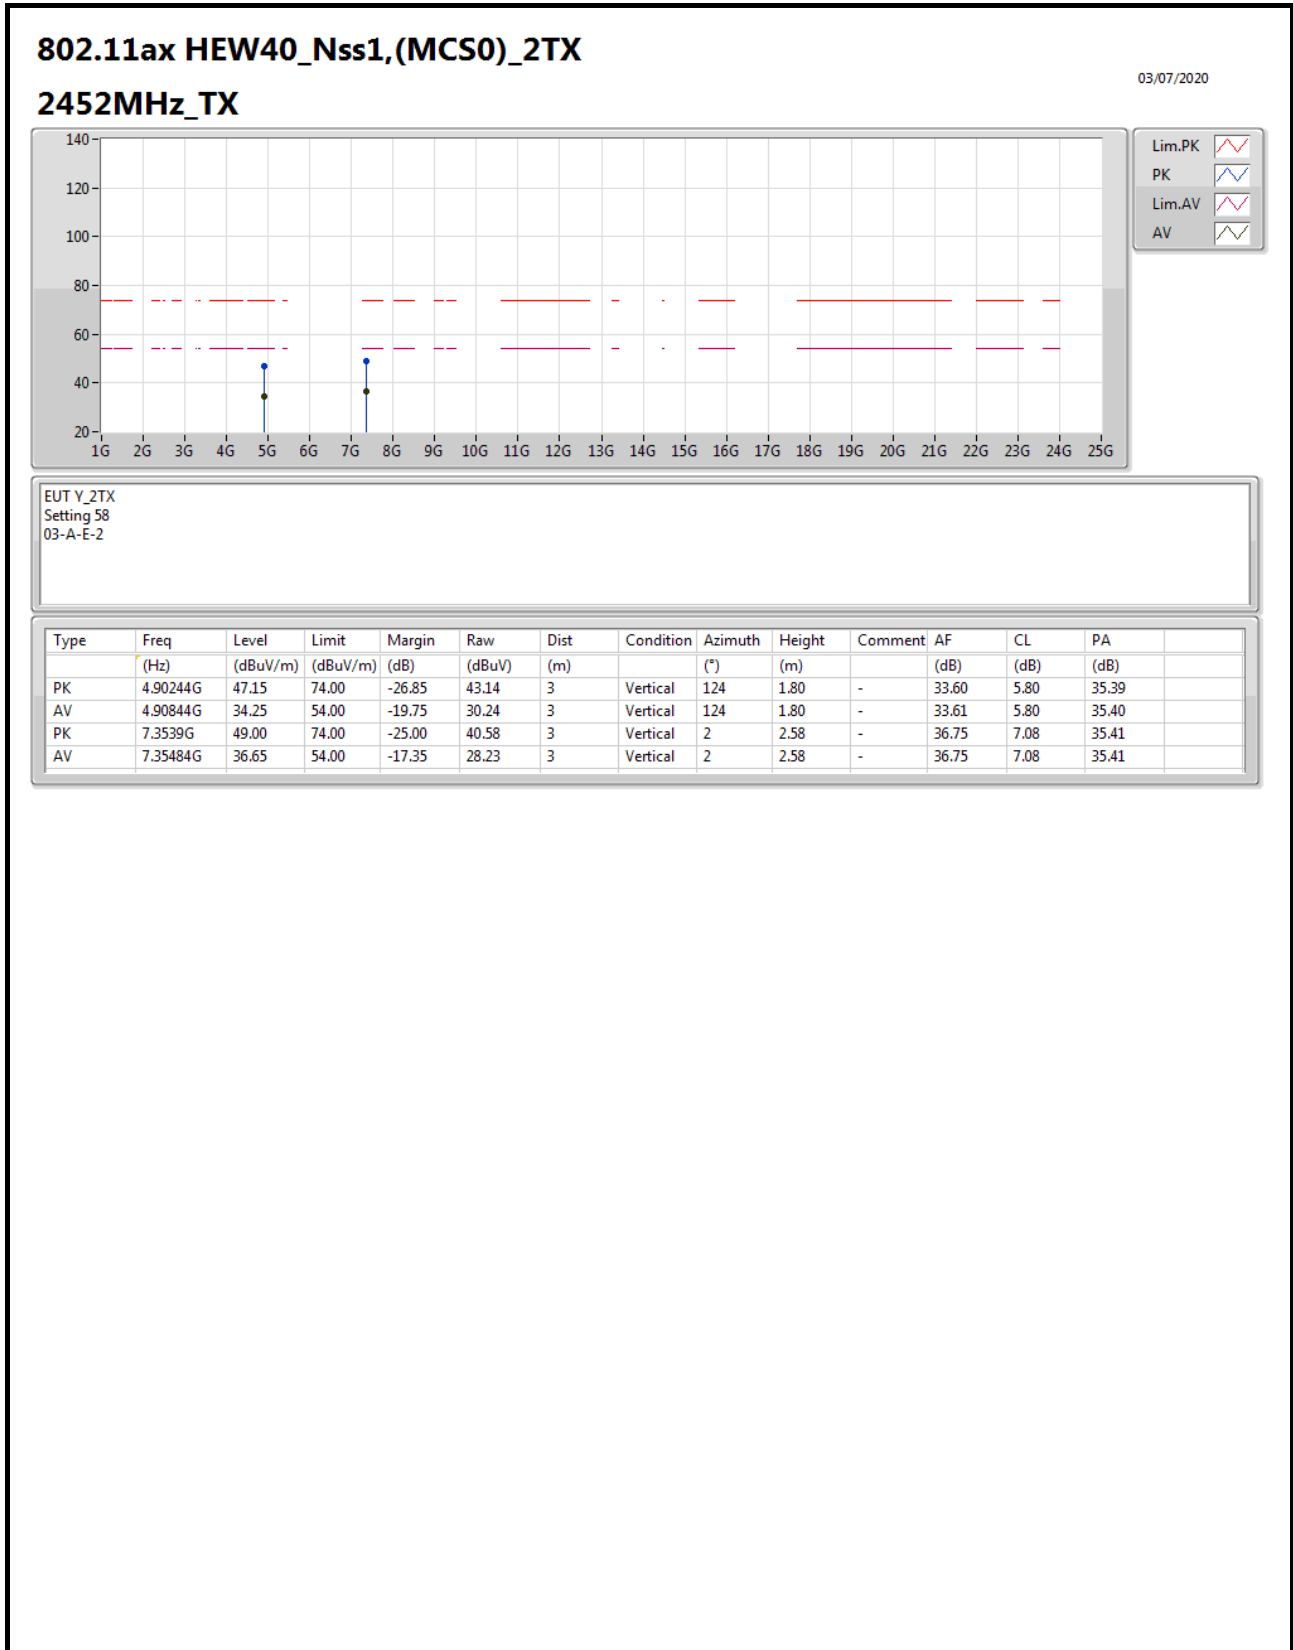 802.11ax HEW40_Nss1,(MCS0)_2TX
03/07/2020
2452MHz_TX
140
120
100
80
60
40
20
1G 2G 3G 4G 5G 6G 7G 8G 9G 10G 11G 12G 13G 14G 15G 16G 17G 18G 19G 20G 21G 22G 23G 24G 25G
Lim.PK
PK
Lim.AV
AV
EUT Y_2TX
Setting 58
03-A-E-2
Type Freq Level Limit Margin Raw Dist Condition Azimuth Height Comment AF CL PA
(Hz) (dBuV/m) (dBuV/m) (dB) (dBuV) (m) (°) (m) (dB) (dB) (dB)
PK 4.90244G 47.15 74.00 -26.85 43.14 3 Vertical 124 1.80 - 33.60 5.80 35.39
AV 4.90844G 34.25 54.00 -19.75 30.24 3 Vertical 124 1.80 - 33.61 5.80 35.40
PK 7.3539G 49.00 74.00 -25.00 40.58 3 Vertical 2 2.58 - 36.75 7.08 35.41
AV 7.35484G 36.65 54.00 -17.35 28.23 3 Vertical 2 2.58 - 36.75 7.08 35.41